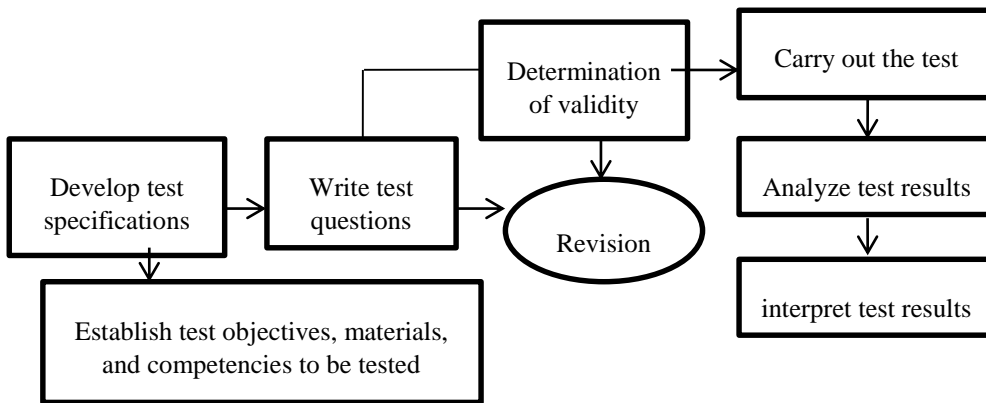 Develop test
specifications
Establish test objectives, materials,
and competencies to be tested
Write test
questions
Determination
of validity
Revision
Carry out the test
Analyze test results
interpret test results